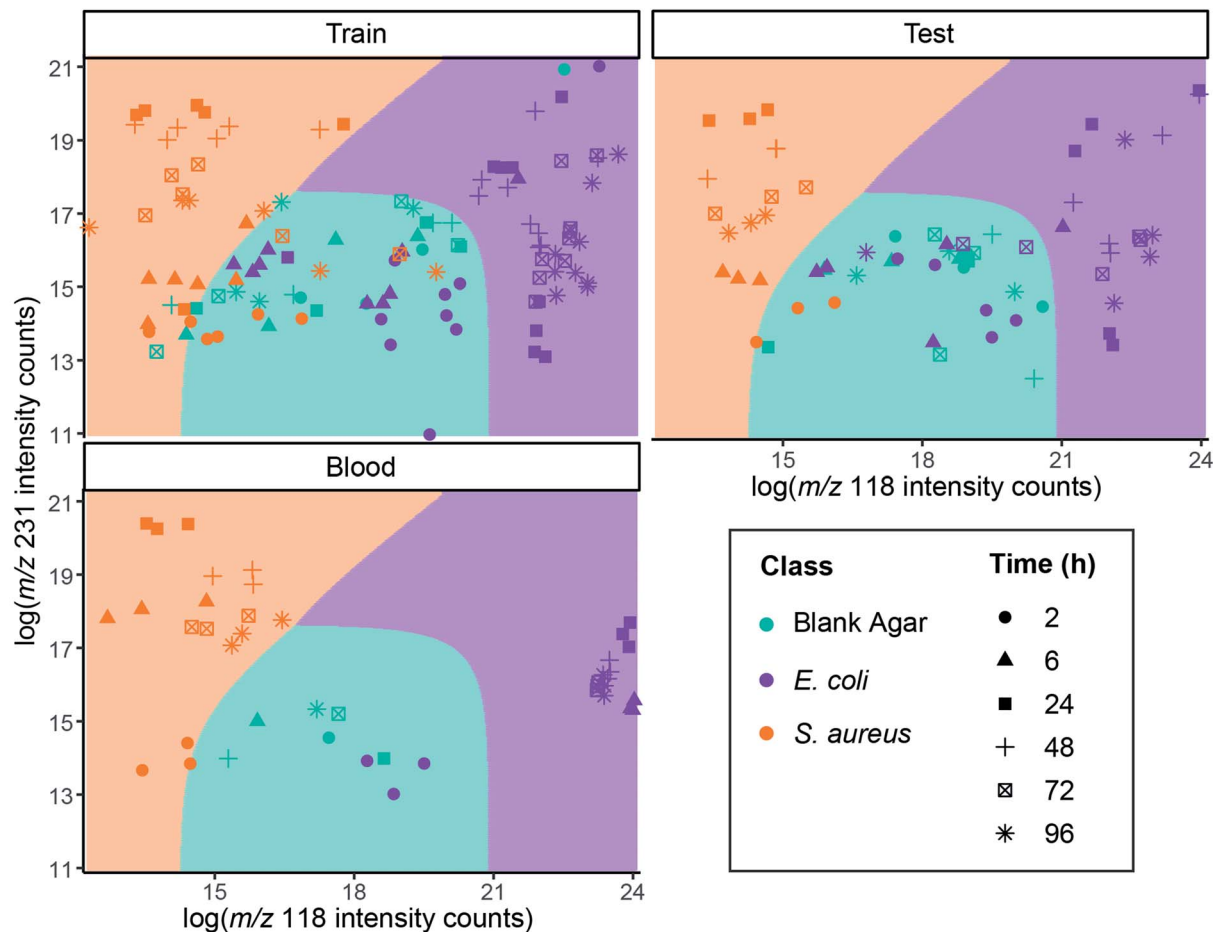 Train
Test
21
19
17
15
13
11
15 18 21 24
log(m/z 118 intensity counts)
Blood
log(m/z 231 intensity counts)
21
19
17
15
13
11
15 18 21 24
log(m/z 118 intensity counts)
Class
Blank Agar
E. coli
S. aureus
Time (h)
2
6
24
48
72
96